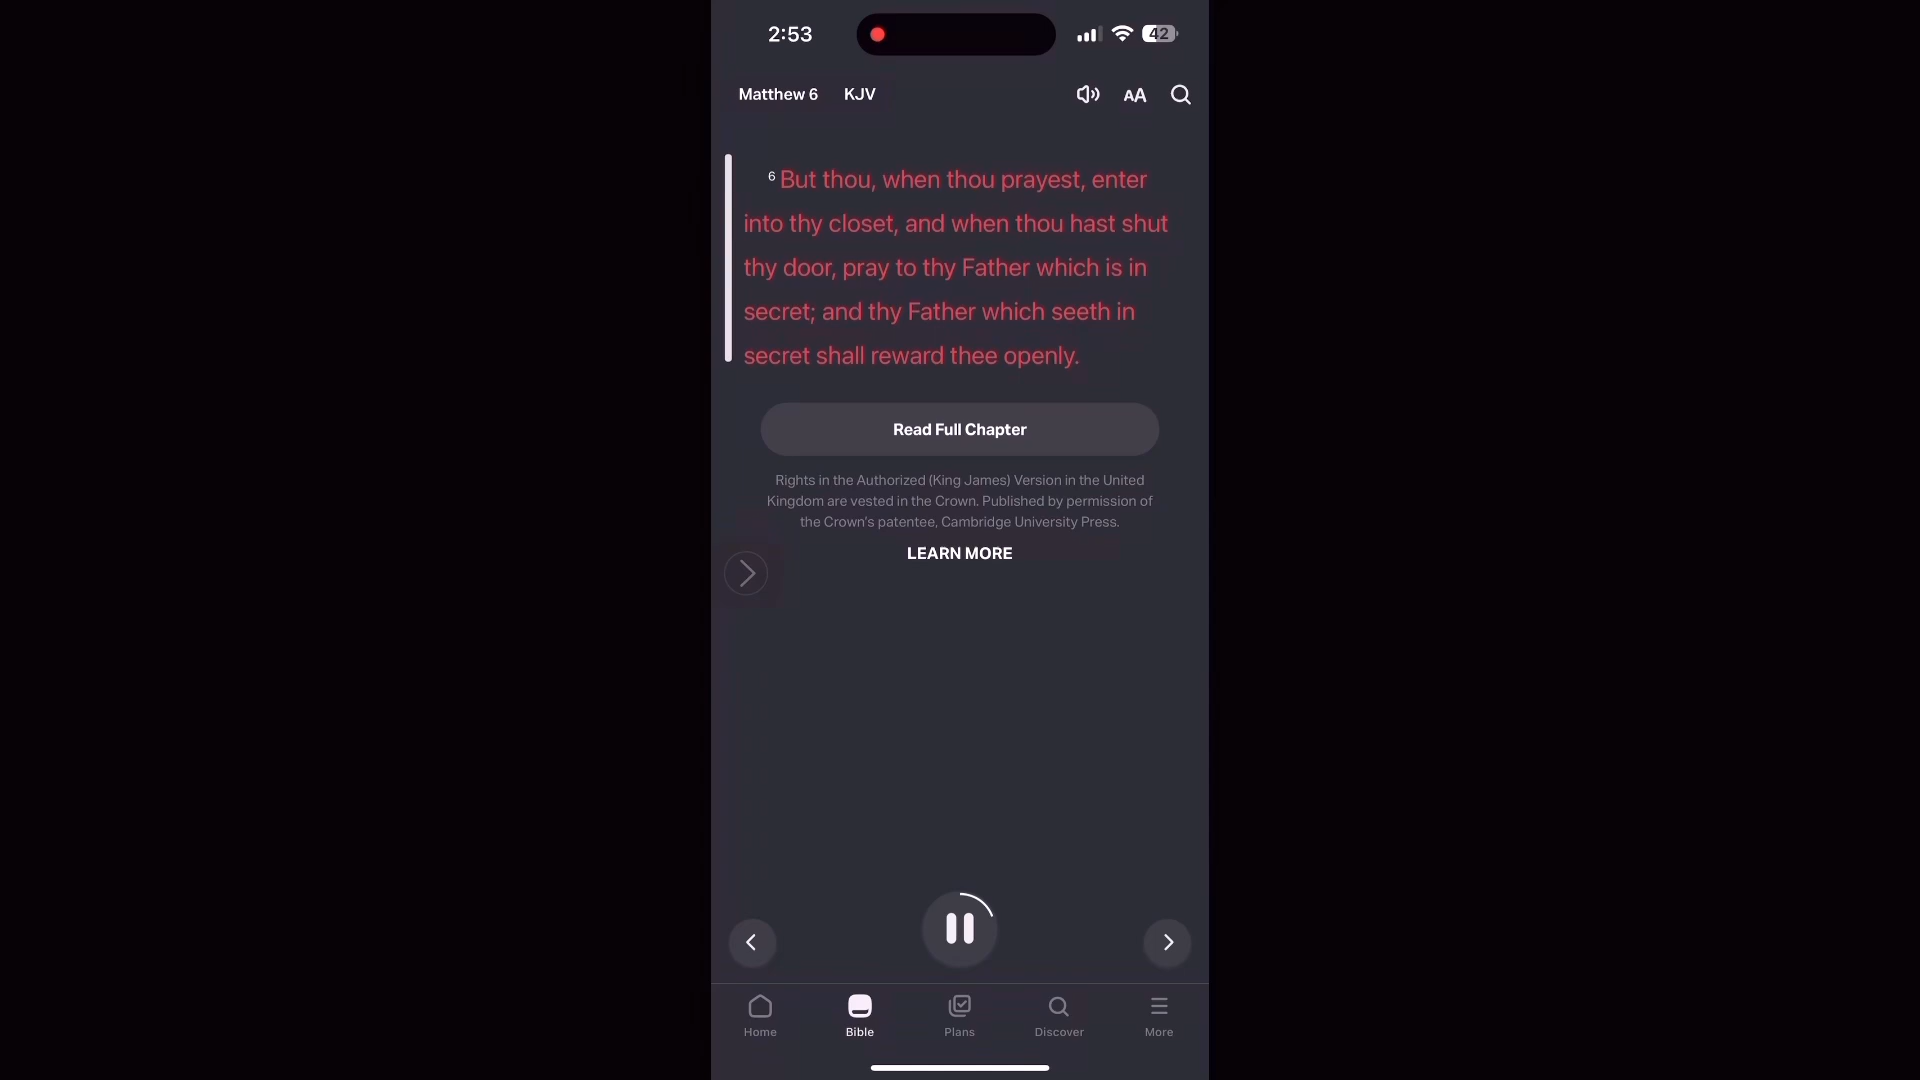 2:53
42
Matthew 6 KJV
AA
6 But thou, when thou prayest, enter
into thy closet, and when thou hast shut
thy door, pray to thy Father which is in
secret; and thy Father which seeth in
secret shall reward thee openly.
Read Full Chapter
Rights in the Authorized (King James) Version in the United
Kingdom are vested in the Crown. Published by permission of
the Crown's patentee, Cambridge University Press.
LEARN MORE
Home Bible Plans Discover More